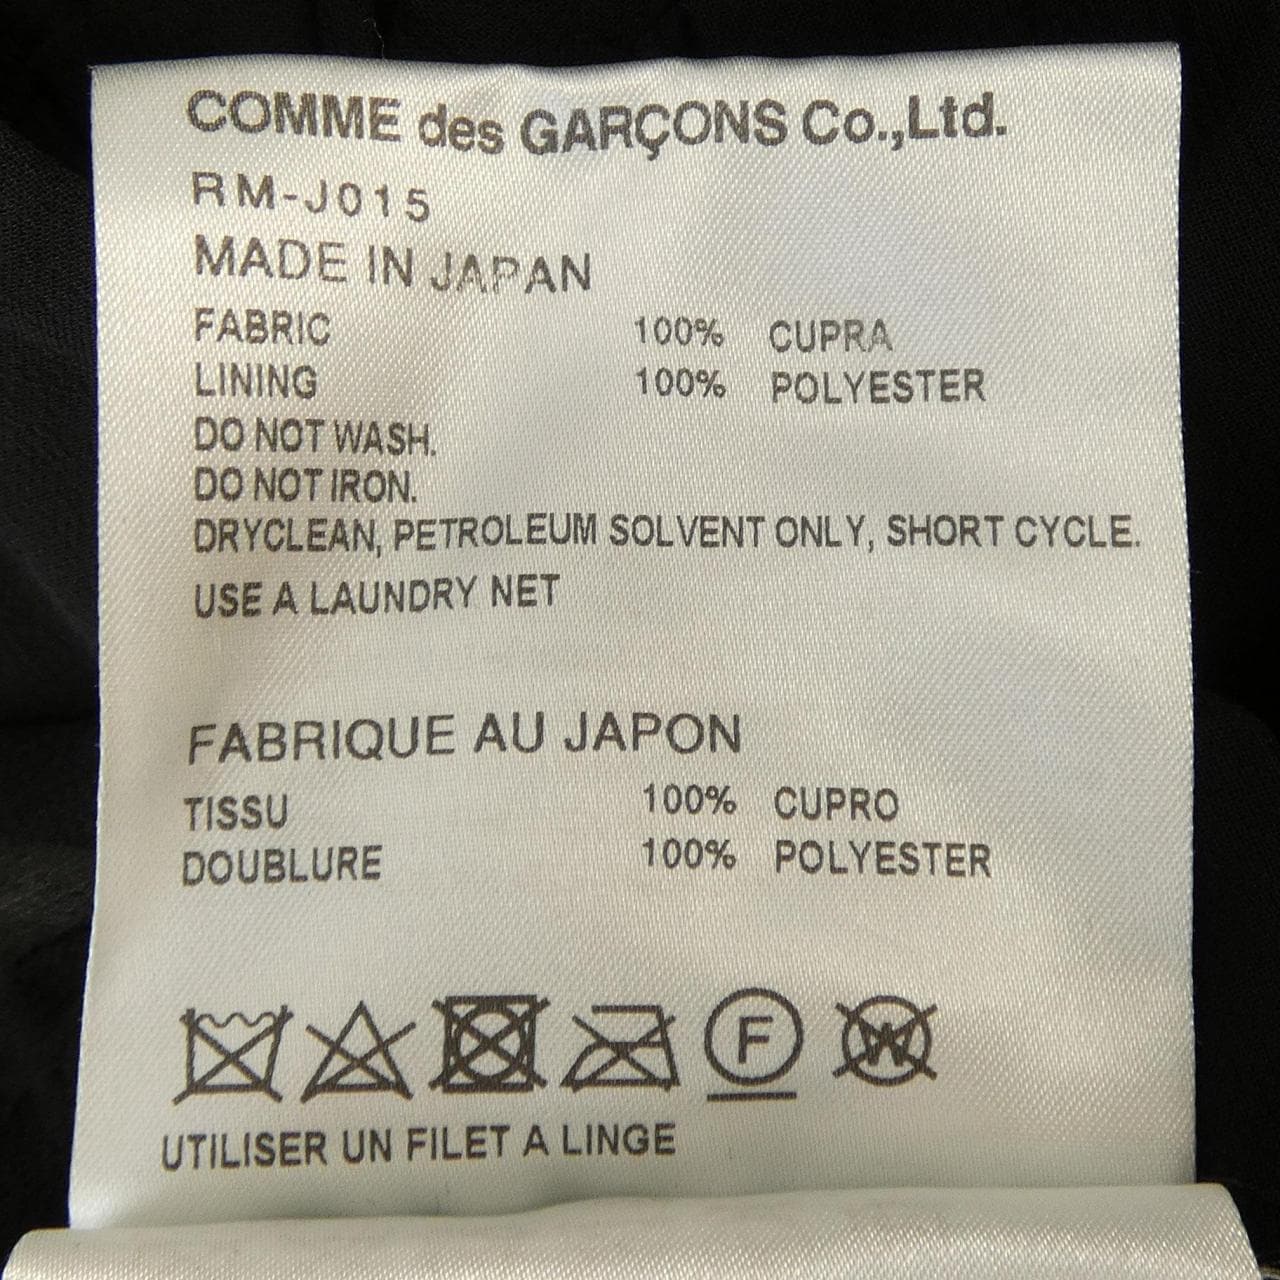 COMME des GARÇONS Co.,Ltd.
RM-J015
MADE IN JAPAN
FABRIC 100% CUPRA
LINING 100% POLYESTER
DO NOT WASH.
DO NOT IRON.
DRYCLEAN, PETROLEUM SOLVENT ONLY, SHORT CYCLE.
USE A LAUNDRY NET
FABRIQUE AU JAPON
TISSU 100% CUPRO
DOUBLURE 100% POLYESTER
F W
UTILISER UN FILET A LINGE